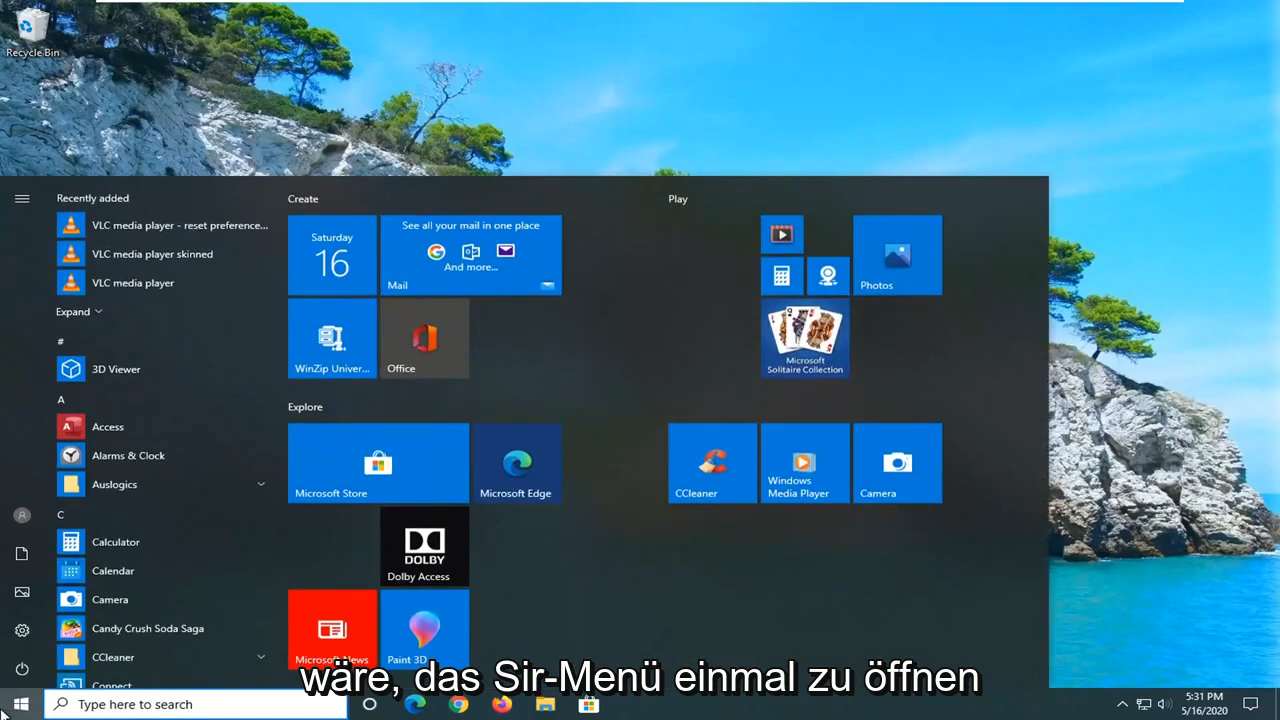 Recycle Bin
Recently added
VLC media player - reset preference...
VLC media player skinned
VLC media player
Expand
#
3D Viewer
A
Access
Alarms & Clock
Auslogics
C
Calculator
Calendar
Camera
Candy Crush Soda Saga
CCleaner
Connect
Create
Saturday
16
See all your mail in one place
And more...
Mail
WinZip Univer...
Office
Explore
Microsoft Store
Microsoft Edge
DOLBY
Dolby Access
Microsoft News
Paint 3D
Play
Photos
Microsoft
Solitaire Collection
CCleaner
Windows
Media Player
Camera
wäre, das Sir-Menü einmal zu öffnen
Type here to search
5:31 PM
5/16/2020